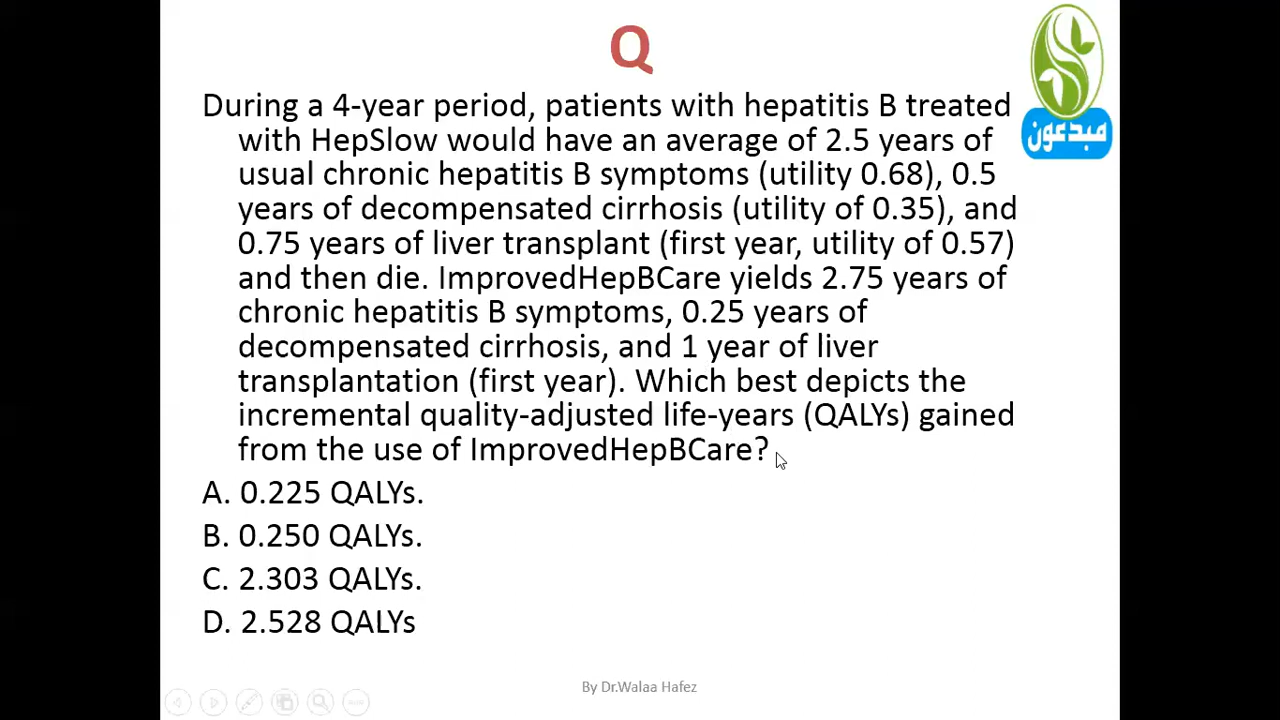 Q
During a 4-year period, patients with hepatitis B treated
with HepSlow would have an average of 2.5 years of
usual chronic hepatitis B symptoms (utility 0.68), 0.5
years of decompensated cirrhosis (utility of 0.35), and
0.75 years of liver transplant (first year, utility of 0.57)
and then die. ImprovedHepBCare yields 2.75 years of
chronic hepatitis B symptoms, 0.25 years of
decompensated cirrhosis, and 1 year of liver
transplantation (first year). Which best depicts the
incremental quality-adjusted life-years (QALYs) gained
from the use of ImprovedHepBCare?
A. 0.225 QALYs.
B. 0.250 QALYs.
C. 2.303 QALYs.
D. 2.528 QALYs
مبدعون
By Dr.Walaa Hafez